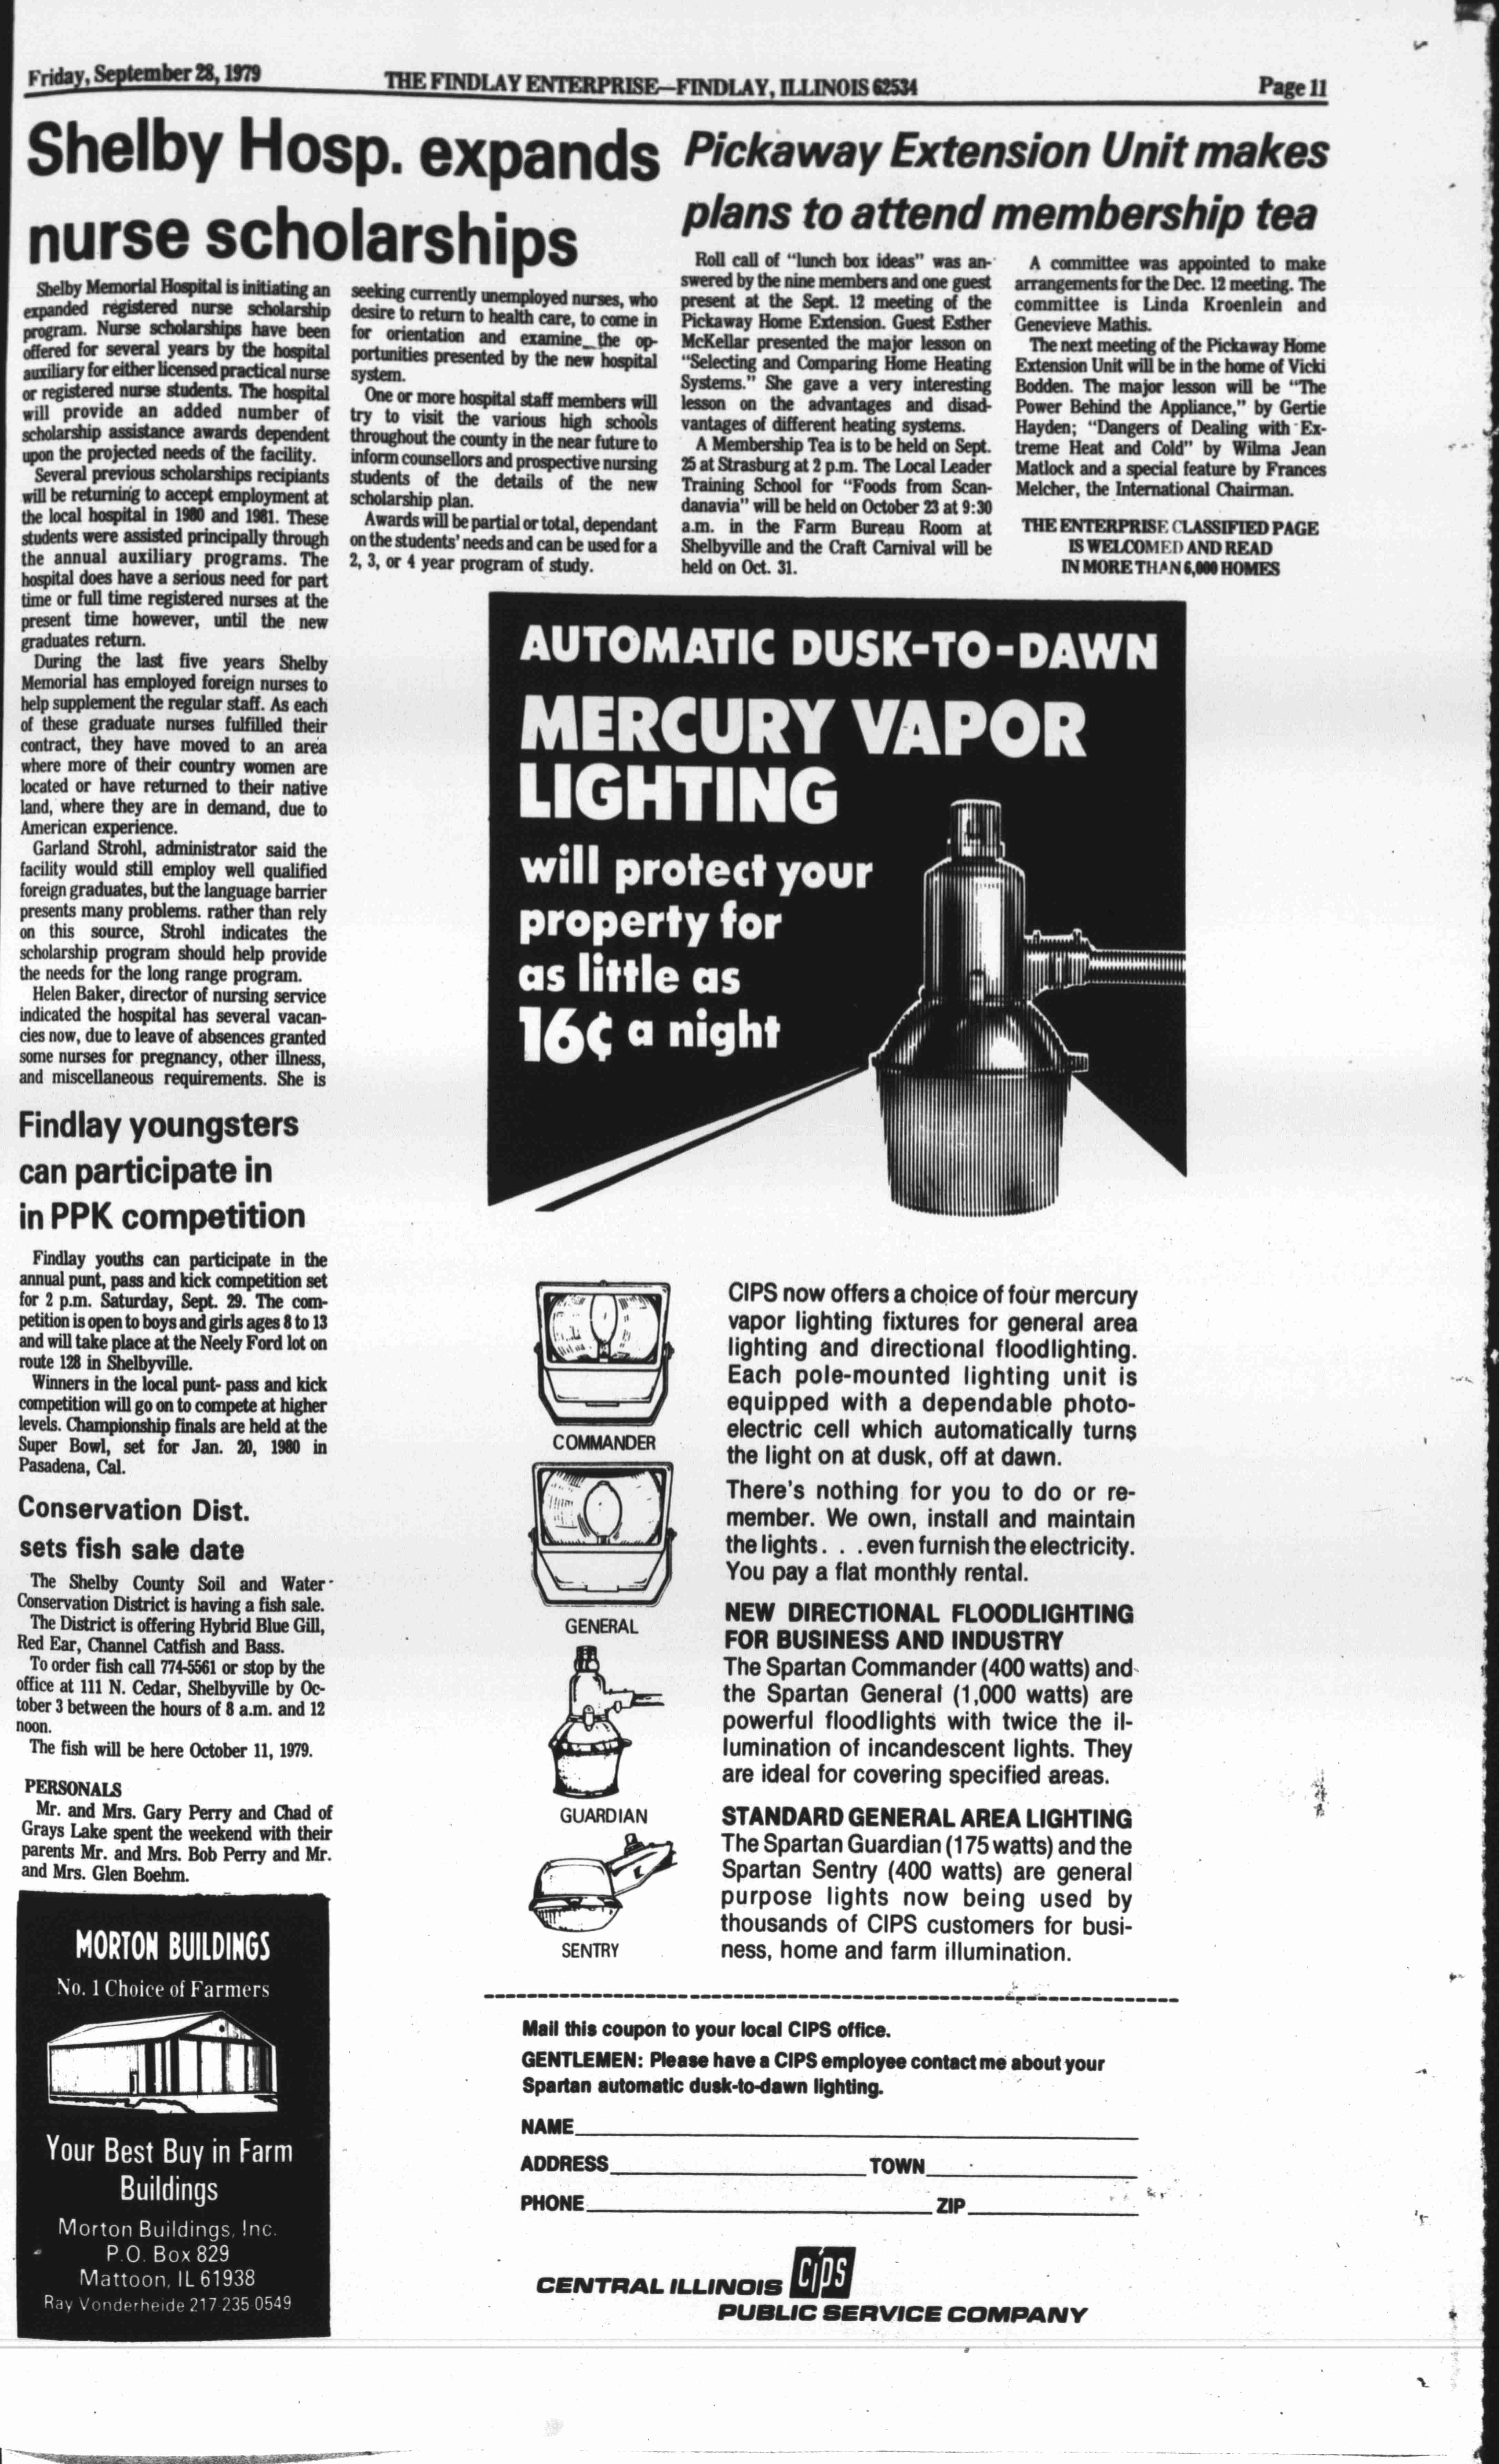 Friday, September 28, 1979
THE FINDLAY ENTERPRISE—FINDLAY, ILLINOIS 62534
Page 11
Shelby Hosp. expands
nurse scholarships
Shelby Memorial Hospital is initiating an
expanded registered nurse scholarship
program. Nurse scholarships have been
offered for several years by the hospital
auxiliary for either licensed practical nurse
or registered nurse students. The hospital
will provide an added number of
scholarship assistance awards dependent
upon the projected needs of the facility.
Several previous scholarships recipiants
will be returning to accept employment at
the local hospital in 1980 and 1981. These
students were assisted principally through
the annual auxiliary programs. The
hospital does have a serious need for part
time or full time registered nurses at the
present time however, until the new
graduates return.
During the last five years Shelby
Memorial has employed foreign nurses to
help supplement the regular staff. As each
of these graduate nurses fulfilled their
contract, they have moved to an area
where more of their country women are
located or have returned to their native
land, where they are in demand, due to
American experience.
Garland Strohl, administrator said the
facility would still employ well qualified
foreign graduates, but the language barrier
presents many problems. rather than rely
on this source, Strohl indicates the
scholarship program should help provide
the needs for the long range program.
Helen Baker, director of nursing service
indicated the hospital has several vacan-
cies now, due to leave of absences granted
some nurses for pregnancy, other illness,
and miscellaneous requirements. She is
seeking currently unemployed nurses, who
desire to return to health care, to come in
for orientation and examine the op-
portunities presented by the new hospital
system.
One or more hospital staff members will
try to visit the various high schools
throughout the county in the near future to
inform counsellors and prospective nursing
students of the details of the new
scholarship plan.
Awards will be partial or total, dependant
on the students' needs and can be used for a
2, 3, or 4 year program of study.
Pickaway Extension Unit makes
plans to attend membership tea
Roll call of "lunch box ideas" was an-
swered by the nine members and one guest
present at the Sept. 12 meeting of the
Pickaway Home Extension. Guest Esther
McKellar presented the major lesson on
"Selecting and Comparing Home Heating
Systems." She gave a very interesting
lesson on the advantages and disad-
vantages of different heating systems.
A Membership Tea is to be held on Sept.
25 at Strasburg at 2 p.m. The Local Leader
Training School for "Foods from Scan-
danavia" will be held on October 23 at 9:30
a.m. in the Farm Bureau Room at
Shelbyville and the Craft Carnival will be
held on Oct. 31.
A committee was appointed to make
arrangements for the Dec. 12 meeting. The
committee is Linda Kroenlein and
Genevieve Mathis.
The next meeting of the Pickaway Home
Extension Unit will be in the home of Vicki
Bodden. The major lesson will be "The
Power Behind the Appliance," by Gertie
Hayden; "Dangers of Dealing with Ex-
treme Heat and Cold" by Wilma Jean
Matlock and a special feature by Frances
Melcher, the International Chairman.
THE ENTERPRISE CLASSIFIED PAGE
IS WELCOMED AND READ
IN MORE THAN 6,000 HOMES
Findlay youngsters
can participate in
in PPK competition
Findlay youths can participate in the
annual punt, pass and kick competition set
for 2 p.m. Saturday, Sept. 29. The com-
petition is open to boys and girls ages 8 to 13
and will take place at the Neely Ford lot on
route 128 in Shelbyville.
Winners in the local punt- pass and kick
competition will go on to compete at higher
levels. Championship finals are held at the
Super Bowl, set for Jan. 20, 1980 in
Pasadena, Cal.
Conservation Dist.
sets fish sale date
The Shelby County Soil and Water
Conservation District is having a fish sale.
The District is offering Hybrid Blue Gill,
Red Ear, Channel Catfish and Bass.
To order fish call 774-5561 or stop by the
office at 111 N. Cedar, Shelbyville by Oc-
tober 3 between the hours of 8 a.m. and 12
noon.
The fish will be here October 11, 1979.
PERSONALS
Mr. and Mrs. Gary Perry and Chad of
Grays Lake spent the weekend with their
parents Mr. and Mrs. Bob Perry and Mr.
and Mrs. Glen Boehm.
MORTON BUILDINGS
No. 1 Choice of Farmers
Your Best Buy in Farm
Buildings
Morton Buildings, Inc.
P.O. Box 829
Mattoon, IL 61938
Ray Vonderheide 217 235 0549
AUTOMATIC DUSK-TO-DAWN
MERCURY VAPOR
LIGHTING
will protect your
property for
as little as
16¢ a night
COMMANDER
GENERAL
GUARDIAN
SENTRY
CIPS now offers a choice of four mercury
vapor lighting fixtures for general area
lighting and directional floodlighting.
Each pole-mounted lighting unit is
equipped with a dependable photo-
electric cell which automatically turns
the light on at dusk, off at dawn.
There's nothing for you to do or re-
member. We own, install and maintain
the lights. . .even furnish the electricity.
You pay a flat monthly rental.
NEW DIRECTIONAL FLOODLIGHTING
FOR BUSINESS AND INDUSTRY
The Spartan Commander (400 watts) and
the Spartan General (1,000 watts) are
powerful floodlights with twice the il-
lumination of incandescent lights. They
are ideal for covering specified areas.
STANDARD GENERAL AREA LIGHTING
The Spartan Guardian (175 watts) and the
Spartan Sentry (400 watts) are general
purpose lights now being used by
thousands of CIPS customers for busi-
ness, home and farm illumination.
Mail this coupon to your local CIPS office.
GENTLEMEN: Please have a CIPS employee contact me about your
Spartan automatic dusk-to-dawn lighting.
NAME
ADDRESS TOWN
PHONE ZIP
CENTRAL ILLINOIS CIPS
PUBLIC SERVICE COMPANY